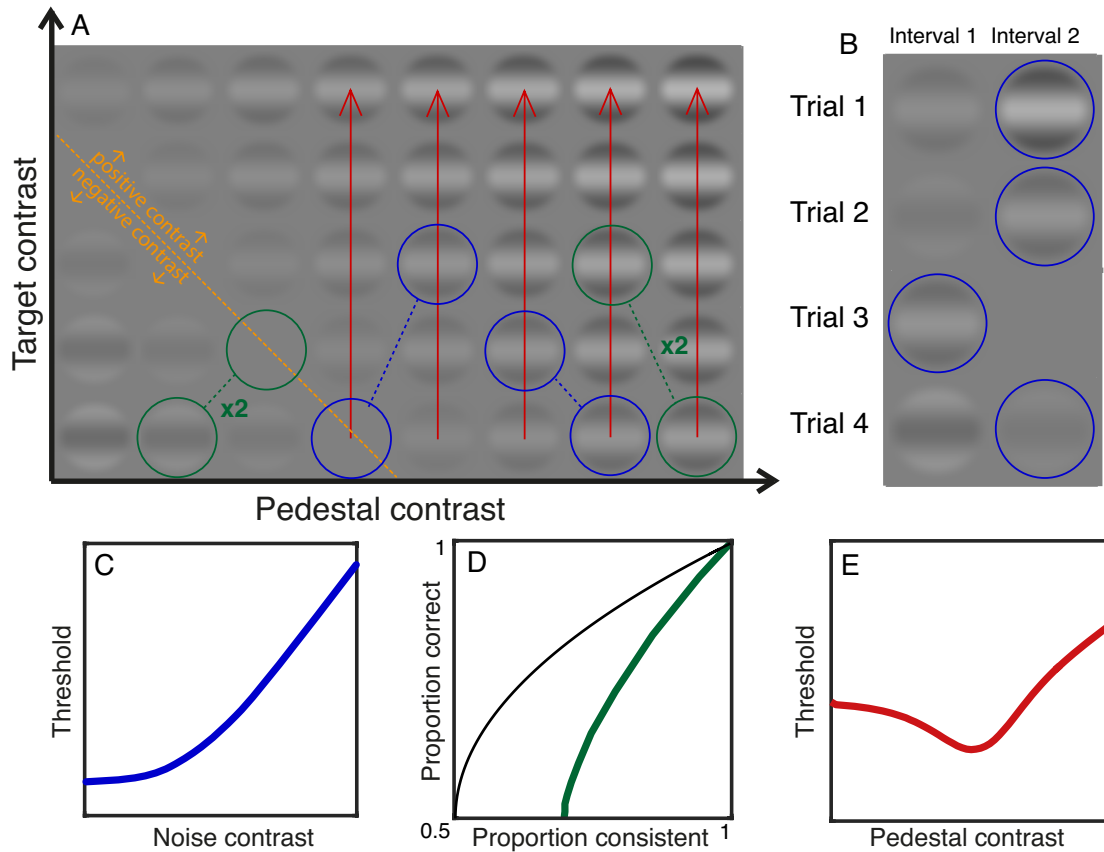 A
Target contrast
positive contrast
negative contrast
x2
x2
Pedestal contrast
B
Interval 1 Interval 2
Trial 1
Trial 2
Trial 3
Trial 4
C
Threshold
Noise contrast
D
1
Proportion correct
0.5
Proportion consistent
1
E
Threshold
Pedestal contrast